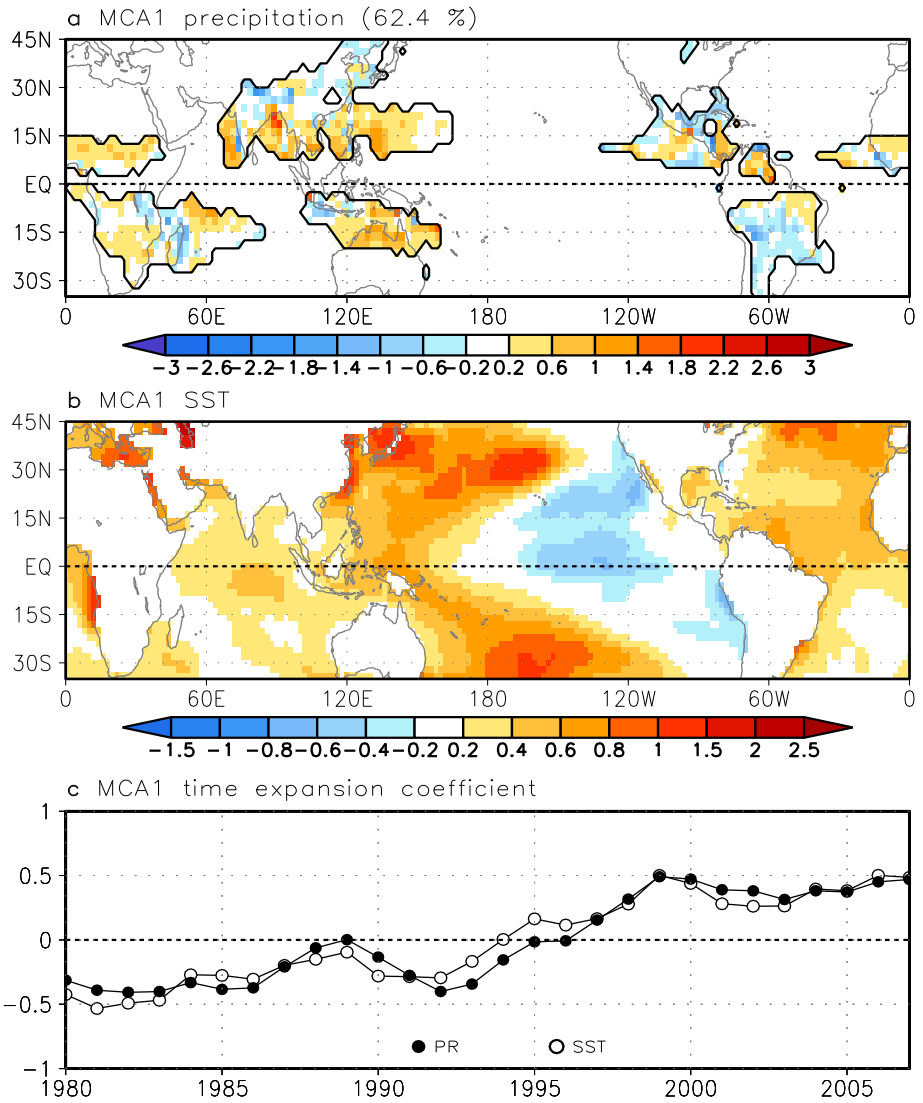 a MCA1 precipitation (62.4 %)
45N
30N
15N
EQ
15S
30S
0 60E 120E 180 120W 60W 0
-3 -2.6 -2.2 -1.8 -1.4 -1 -0.6 -0.2 0.2 0.6 1 1.4 1.8 2.2 2.6 3
b MCA1 SST
45N
30N
15N
EQ
15S
30S
0 60E 120E 180 120W 60W 0
-1.5 -1 -0.8 -0.6 -0.4 -0.2 0.2 0.4 0.6 0.8 1 1.5 2 2.5
c MCA1 time expansion coefficient
1
0.5
0
-0.5
-1
PR SST
1980 1985 1990 1995 2000 2005